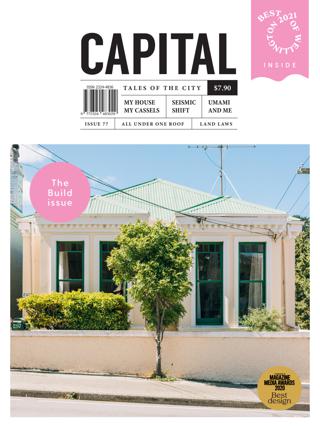 CAPITAL
BEST OF WELLINGTON 2021
INSIDE
ISSN 2324-4836
TALES OF THE CITY
$7.90
MY HOUSE
MY CASSELS
SEISMIC
SHIFT
UMAMI
AND ME
ISSUE 77
ALL UNDER ONE ROOF
LAND LAWS
The
Build
issue
MAGAZINE
MEDIA AWARDS
2020
Best
design